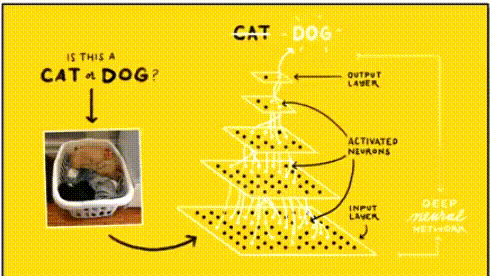 CAT DOG
IS THIS A
CAT or DOG?
OUTPUT
LAYER
ACTIVATED
NEURONS
INPUT
LAYER
DEEP
neural
NETWORK